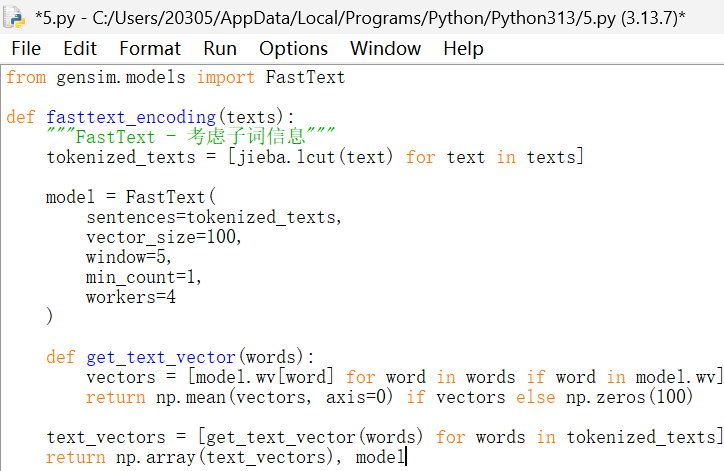 *5.py - C:/Users/20305/AppData/Local/Programs/Python/Python313/5.py (3.13.7)*
File Edit Format Run Options Window Help
from gensim.models import FastText

def fasttext_encoding(texts):
    """FastText - 考虑子词信息"""
    tokenized_texts = [jieba.lcut(text) for text in texts]

    model = FastText(
        sentences=tokenized_texts,
        vector_size=100,
        window=5,
        min_count=1,
        workers=4
    )

    def get_text_vector(words):
        vectors = [model.wv[word] for word in words if word in model.wv]
        return np.mean(vectors, axis=0) if vectors else np.zeros(100)

    text_vectors = [get_text_vector(words) for words in tokenized_texts]
    return np.array(text_vectors), model